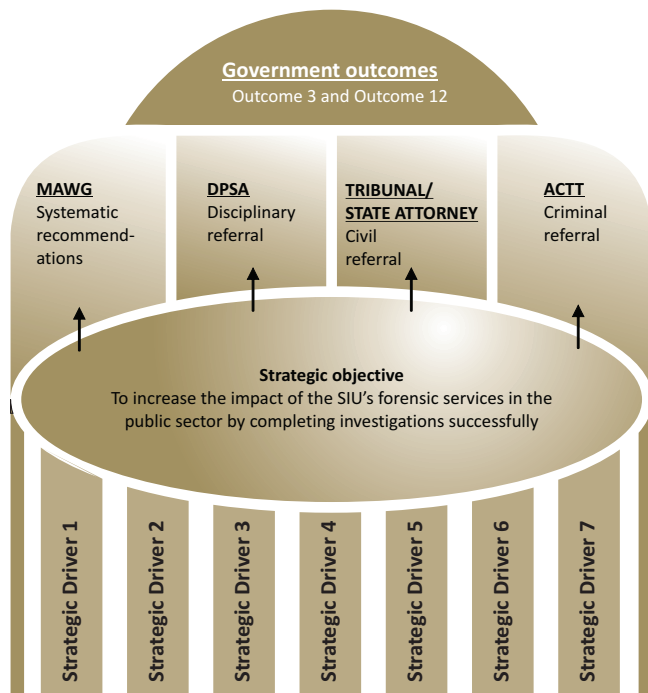 Government outcomes
Outcome 3 and Outcome 12
MAWG
Systematic
recommend-
ations
DPSA
Disciplinary
referral
TRIBUNAL/
STATE ATTORNEY
Civil
referral
ACTT
Criminal
referral
Strategic objective
To increase the impact of the SIU's forensic services in the
public sector by completing investigations successfully
Strategic Driver 1
Strategic Driver 2
Strategic Driver 3
Strategic Driver 4
Strategic Driver 5
Strategic Driver 6
Strategic Driver 7